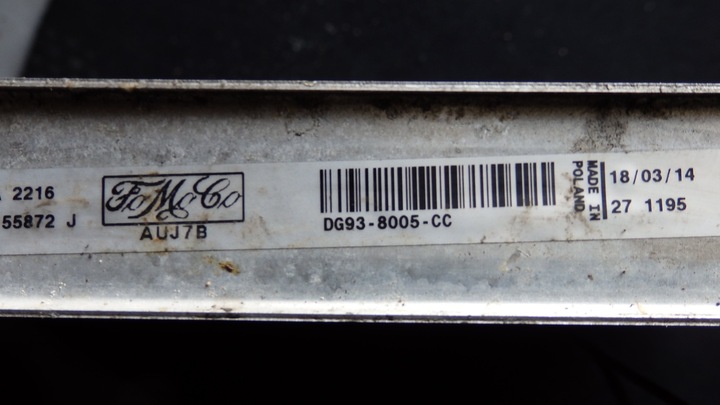 2216
55872 J
FoMoCo
AUJ7B
DG93-8005-CC
MADE IN
POLAND
18/03/14
27 1195